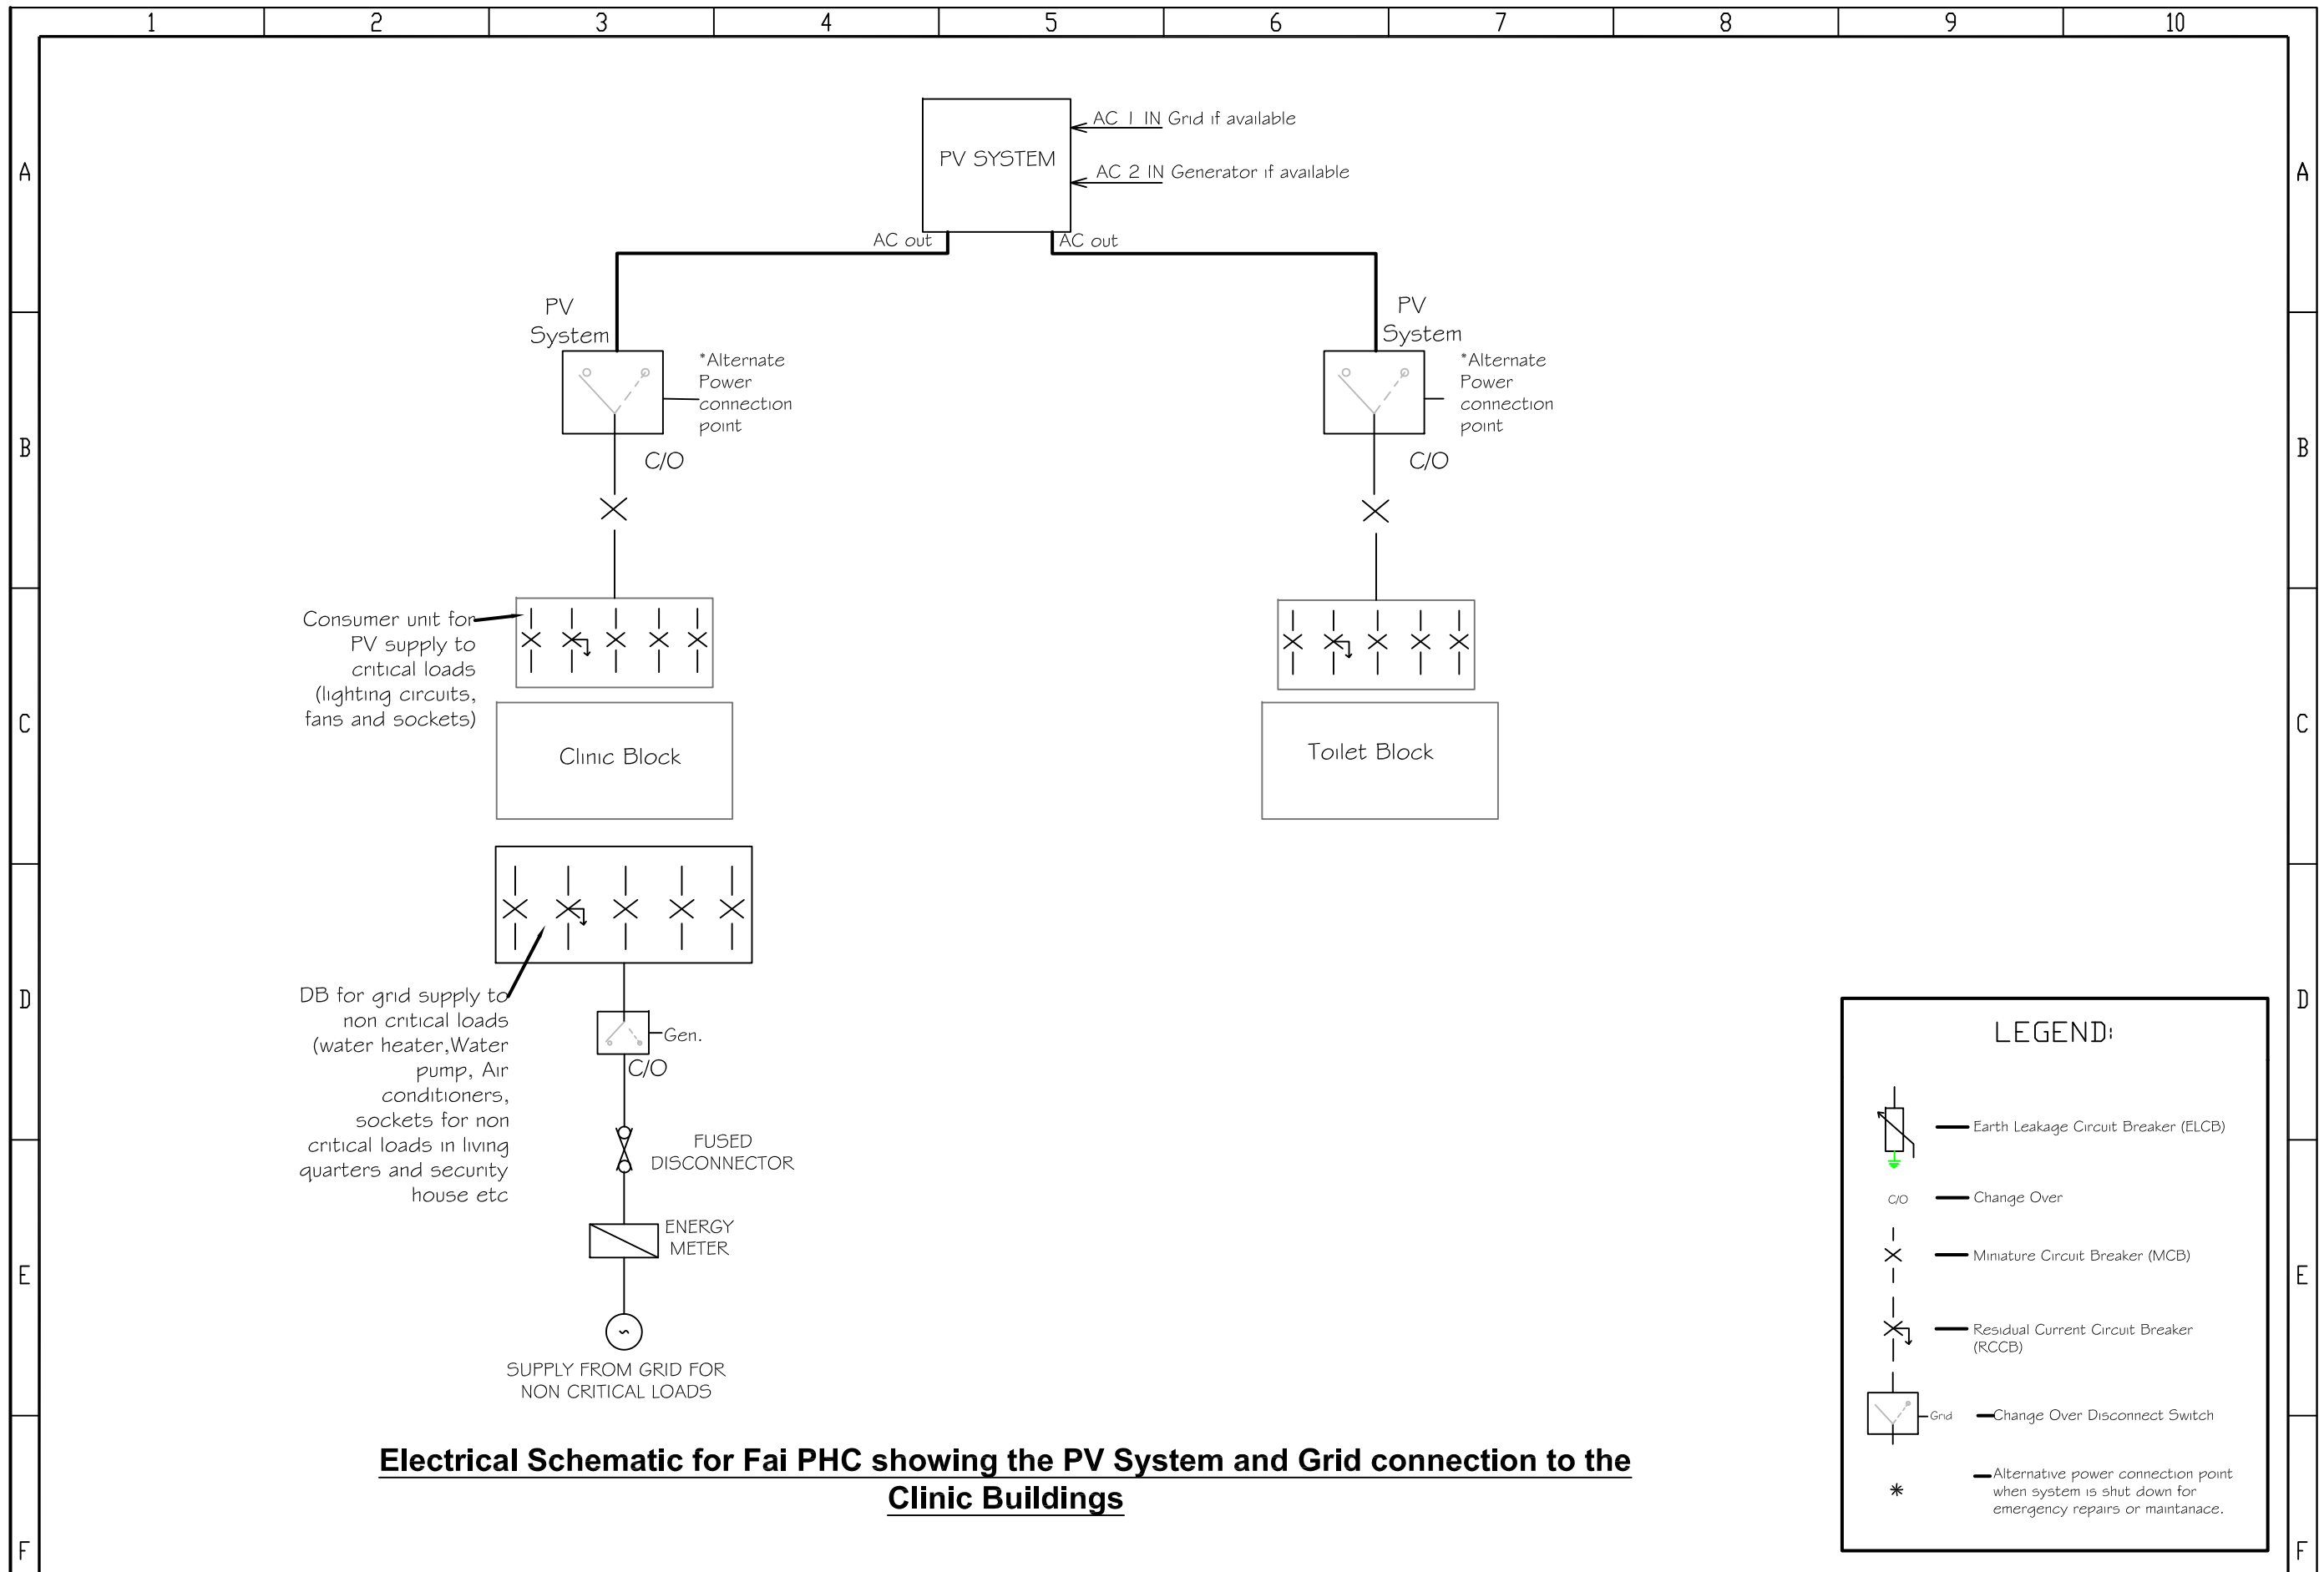 1 2 3 4 5 6 7 8 9 10
A A
B B
C C
D D
E E
F F
PV SYSTEM
AC 1 IN Grid if available
AC 2 IN Generator if available
AC out
AC out
PV
System
*Alternate
Power
connection
point
C/O
PV
System
*Alternate
Power
connection
point
C/O
Consumer unit for
PV supply to
critical loads
(lighting circuits,
fans and sockets)
Clinic Block
Toilet Block
DB for grid supply to
non critical loads
(water heater,Water
pump, Air
conditioners,
sockets for non
critical loads in living
quarters and security
house etc
Gen.
C/O
FUSED
DISCONNECTOR
ENERGY
METER
SUPPLY FROM GRID FOR
NON CRITICAL LOADS
LEGEND:
Earth Leakage Circuit Breaker (ELCB)
C/O Change Over
Miniature Circuit Breaker (MCB)
Residual Current Circuit Breaker
(RCCB)
Grid Change Over Disconnect Switch
* Alternative power connection point
when system is shut down for
emergency repairs or maintanace.
Electrical Schematic for Fai PHC showing the PV System and Grid connection to the
Clinic Buildings